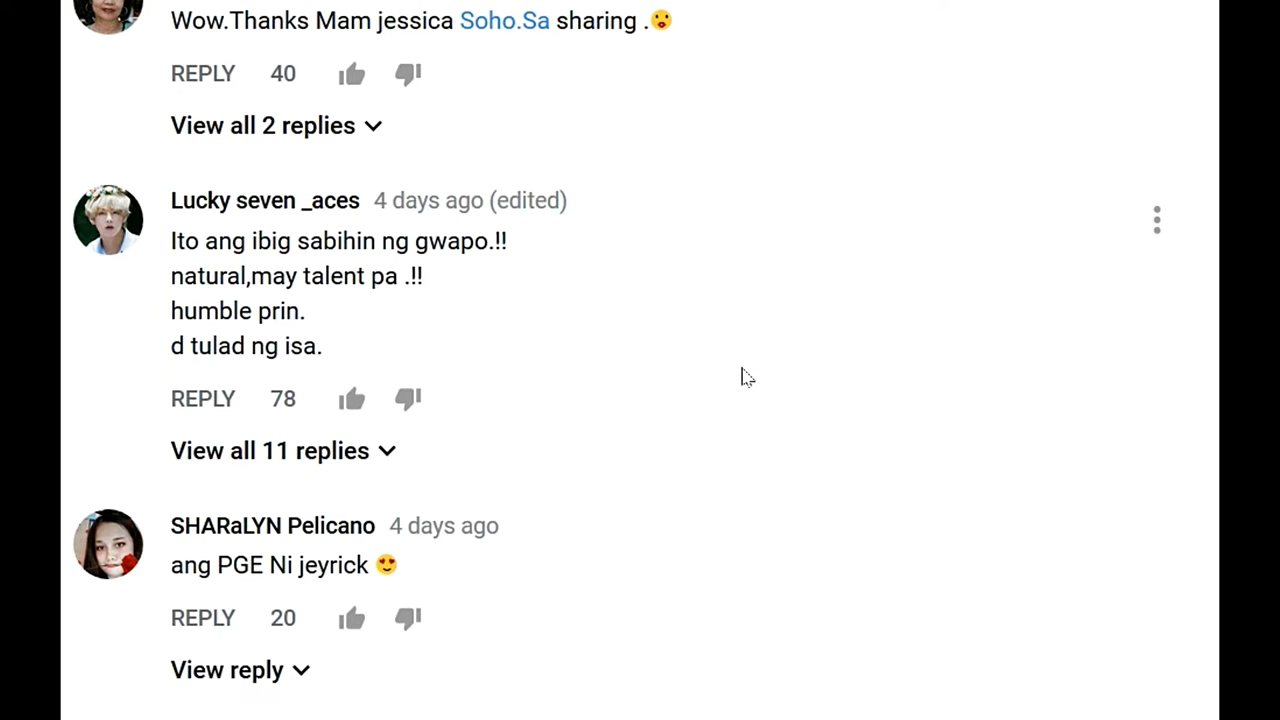 Wow.Thanks Mam jessica Soho.Sa sharing .😮
REPLY 40
View all 2 replies
Lucky seven _aces 4 days ago (edited)
Ito ang ibig sabihin ng gwapo.!!
natural,may talent pa .!!
humble prin.
d tulad ng isa.
REPLY 78
View all 11 replies
SHARaLYN Pelicano 4 days ago
ang PGE Ni jeyrick 😍
REPLY 20
View reply